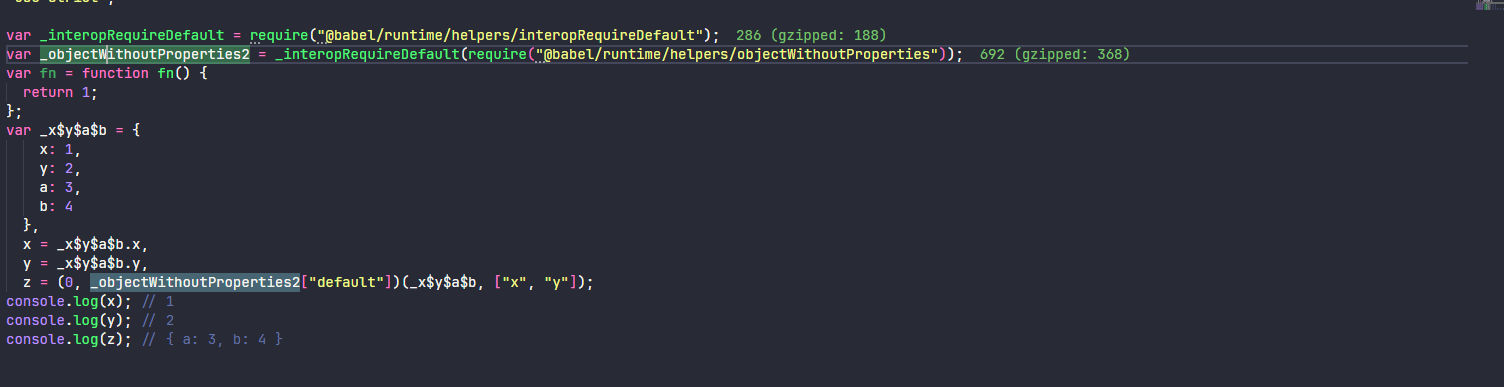 var _interopRequireDefault = require("@babel/runtime/helpers/interopRequireDefault");  286 (gzipped: 188)
var _objectWithoutProperties2 = _interopRequireDefault(require("@babel/runtime/helpers/objectWithoutProperties"));  692 (gzipped: 368)
var fn = function fn() {
  return 1;
};
var _x$y$a$b = {
    x: 1,
    y: 2,
    a: 3,
    b: 4
  },
  x = _x$y$a$b.x,
  y = _x$y$a$b.y,
  z = (0, _objectWithoutProperties2["default"])(_x$y$a$b, ["x", "y"]);
console.log(x); // 1
console.log(y); // 2
console.log(z); // { a: 3, b: 4 }